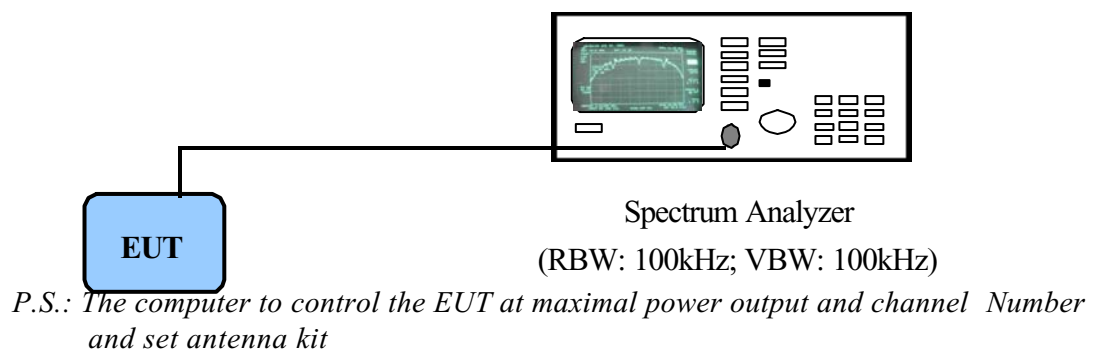 EUT
Spectrum Analyzer
(RBW: 100kHz; VBW: 100kHz)
P.S.: The computer to control the EUT at maximal power output and channel Number
and set antenna kit